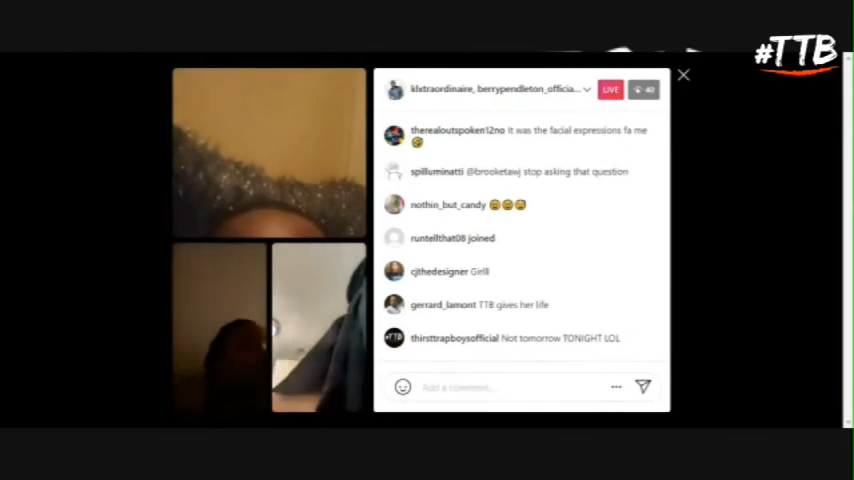 #TTB
klxtraordinaire, berrypendleton_officia...
LIVE
40
therealoutspoken12no It was the facial expressions fa me
🤣
spilluminatti @brooketawj stop asking that question
nothin_but_candy 😩😩😩
runtellthat08 joined
cjthedesigner Girlll
gerrard_lamont TTB gives her life
thirsttrapboysofficial Not tomorrow TONIGHT LOL
Add a comment...